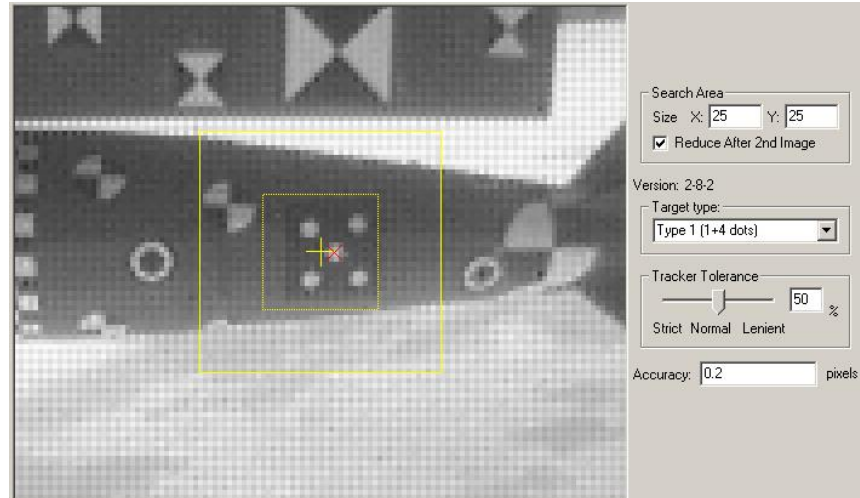 Search Area
Size X: 25 Y: 25
Reduce After 2nd Image
Version: 2-8-2
Target type:
Type 1 (1+4 dots)
Tracker Tolerance
50 %
Strict Normal Lenient
Accuracy: 0.2 pixels